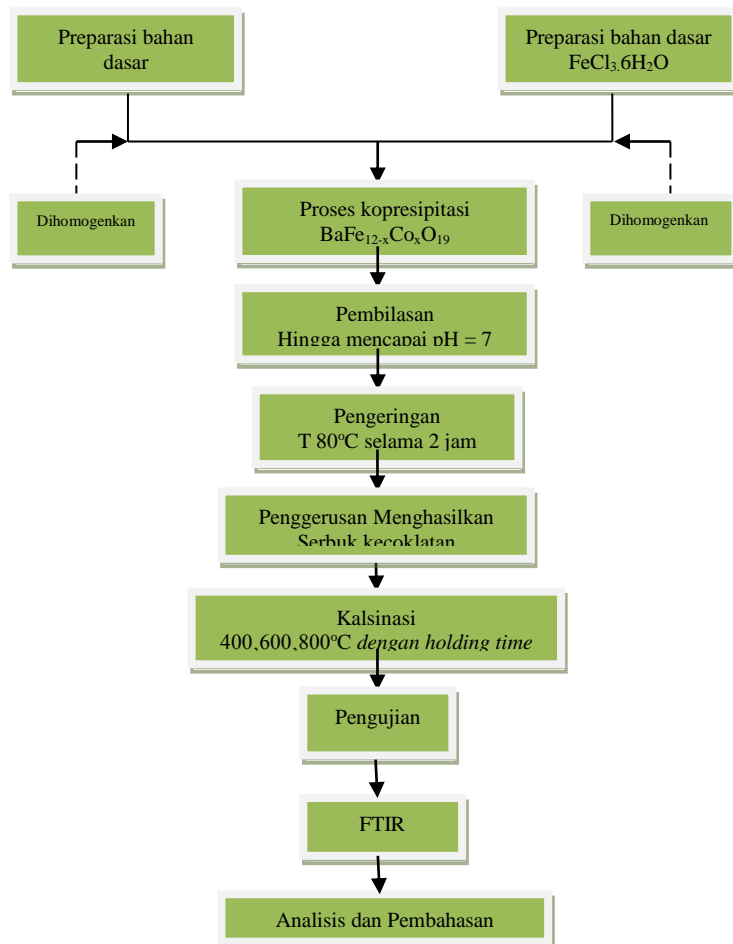 Preparasi bahan
dasar
Preparasi bahan dasar
FeCl₃.6H₂O
Dihomogenkan
Proses kopresipitasi
BaFe₁₂₋ₓCoₓO₁₉
Dihomogenkan
Pembilasan
Hingga mencapai pH = 7
Pengeringan
T 80°C selama 2 jam
Penggerusan Menghasilkan
Serbuk kecoklatan
Kalsinasi
400,600,800°C dengan holding time
Pengujian
FTIR
Analisis dan Pembahasan